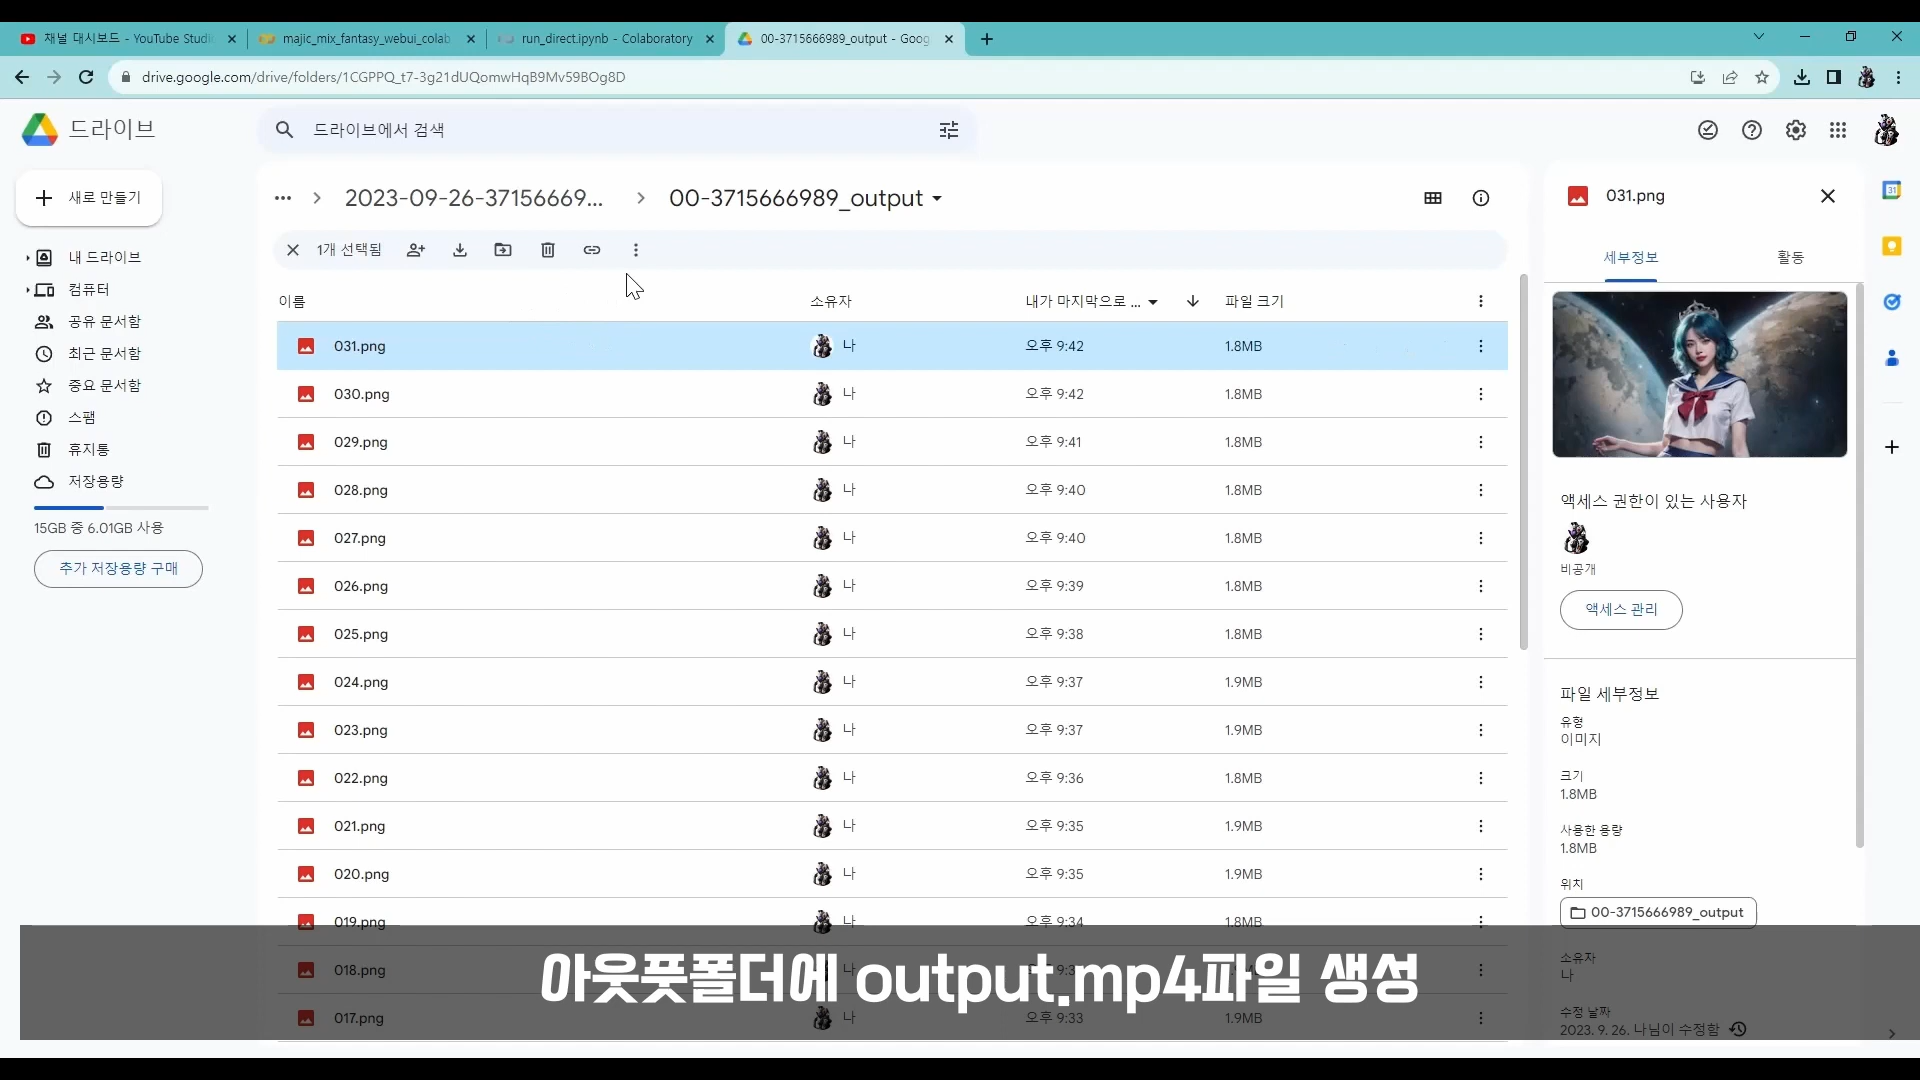 채널 대시보드 - YouTube Studi
majic_mix_fantasy_webui_colab
run_direct.ipynb - Colaboratory
00-3715666989_output - Goog
drive.google.com/drive/folders/1CGPPQ_t7-3g21dUQomwHqB9Mv59BOg8D
드라이브
드라이브에서 검색
새로 만들기
내 드라이브
컴퓨터
공유 문서함
최근 문서함
중요 문서함
스팸
휴지통
저장용량
15GB 중 6.01GB 사용
추가 저장용량 구매
2023-09-26-37156669...
00-3715666989_output
1개 선택됨
이름 소유자 내가 마지막으로 ... 파일 크기
031.png 나 오후 9:42 1.8MB
030.png 나 오후 9:42 1.8MB
029.png 나 오후 9:41 1.8MB
028.png 나 오후 9:40 1.8MB
027.png 나 오후 9:40 1.8MB
026.png 나 오후 9:39 1.8MB
025.png 나 오후 9:38 1.8MB
024.png 나 오후 9:37 1.9MB
023.png 나 오후 9:37 1.9MB
022.png 나 오후 9:36 1.8MB
021.png 나 오후 9:35 1.9MB
020.png 나 오후 9:35 1.9MB
019.png 나 오후 9:34 1.8MB
018.png
017.png 나 오후 9:33 1.9MB
031.png
세부정보 활동
액세스 권한이 있는 사용자
비공개
액세스 관리
파일 세부정보
유형
이미지
크기
1.8MB
사용한 용량
1.8MB
위치
00-3715666989_output
소유자
나
수정 날짜
2023. 9. 26. 나님이 수정함
31
아웃풋폴더에 output.mp4파일 생성